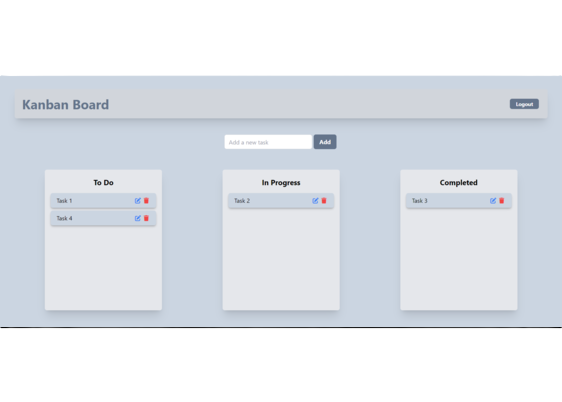 Kanban Board
Logout
Add a new task
Add
To Do
Task 1
Task 4
In Progress
Task 2
Completed
Task 3